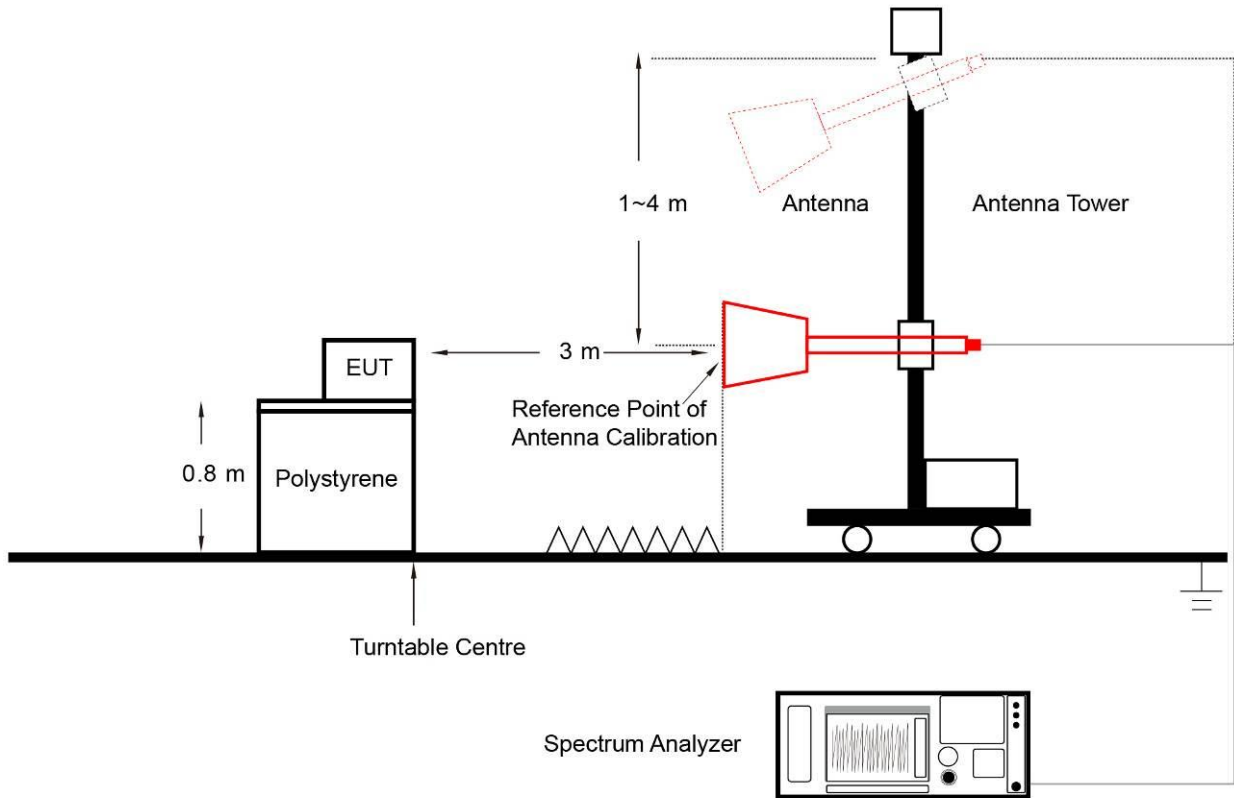 1~4 m
Antenna
Antenna Tower
3 m
EUT
Reference Point of
Antenna Calibration
0.8 m
Polystyrene
Turntable Centre
Spectrum Analyzer